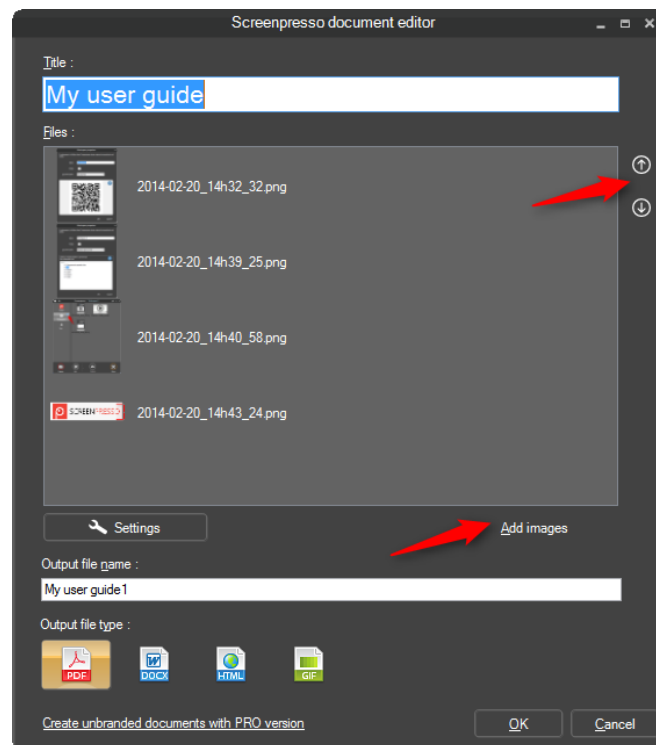 Screenpresso document editor
Title :
My user guide
Files :
2014-02-20_14h32_32.png
2014-02-20_14h39_25.png
2014-02-20_14h40_58.png
SCREENPRESSO
2014-02-20_14h43_24.png
Settings
Add images
Output file name :
My user guide1
Output file type :
PDF
DOCX
HTML
GIF
Create unbranded documents with PRO version
OK
Cancel